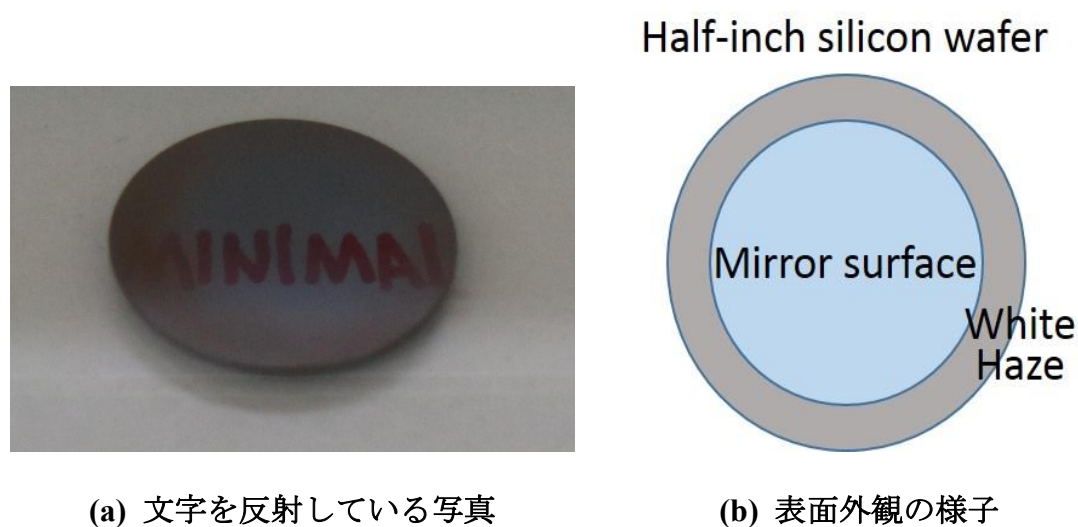 Half-inch silicon wafer
MINIMAL
Mirror surface
White
Haze
(a) 文字を反射している写真
(b) 表面外観の様子